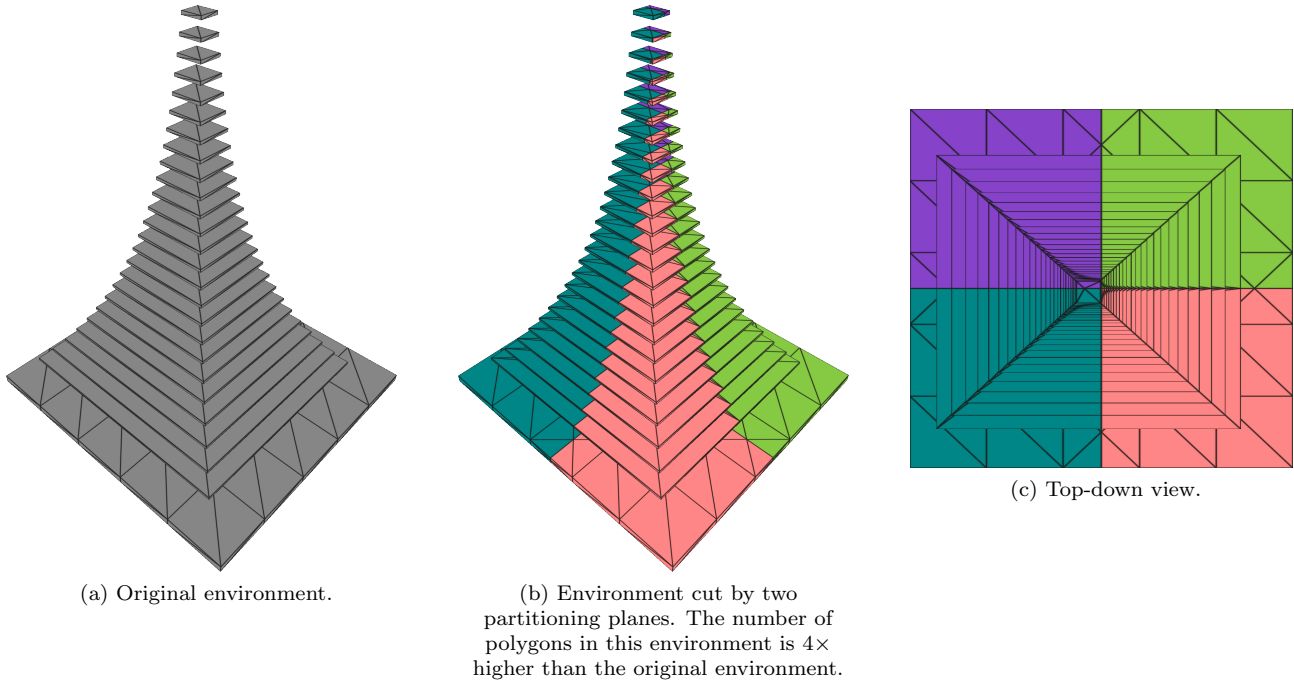 (a) Original environment.
(b) Environment cut by two
partitioning planes. The number of
polygons in this environment is 4×
higher than the original environment.
(c) Top-down view.